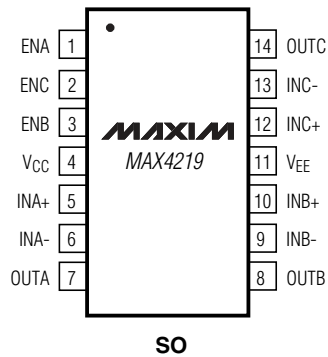 ENA 1 14 OUTC
ENC 2 13 INC-
ENB 3 MAXIM 12 INC+
VCC 4 MAX4219 11 VEE
INA+ 5 10 INB+
INA- 6 9 INB-
OUTA 7 8 OUTB
SO